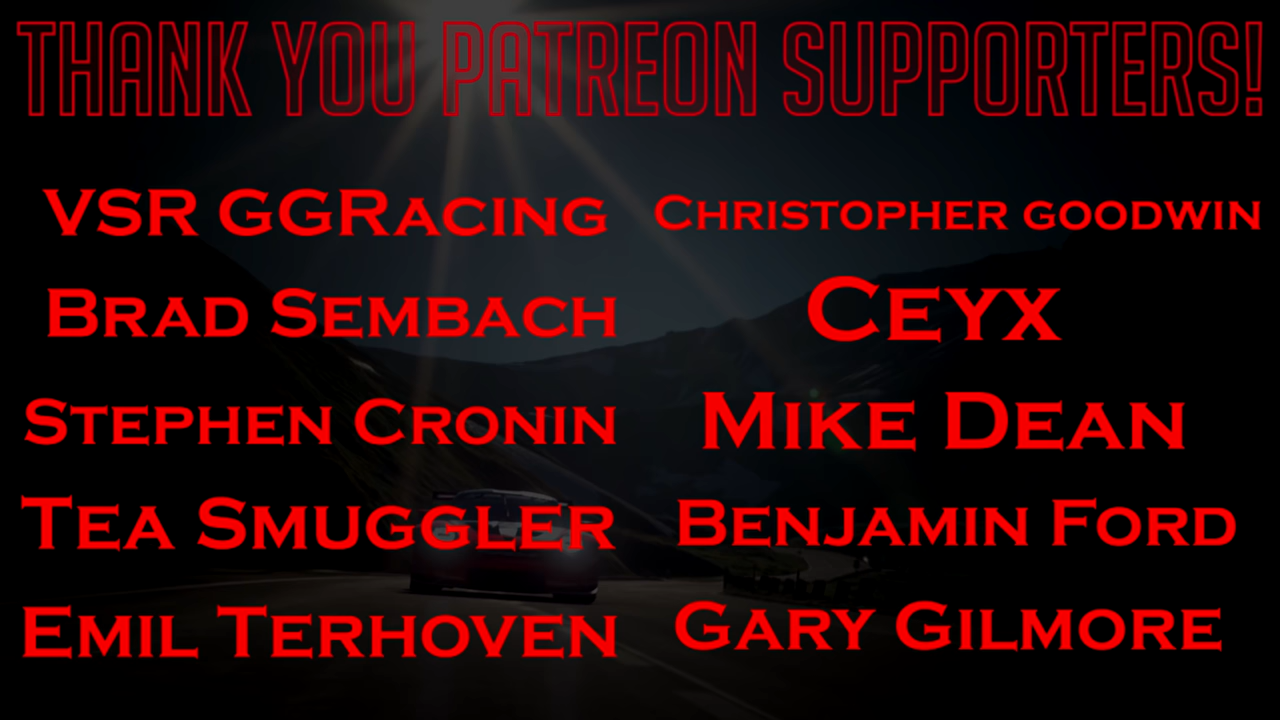 THANK YOU PATREON SUPPORTERS!
VSR GGRacing
Brad Sembach
Stephen Cronin
Tea Smuggler
Emil Terhoven
Christopher goodwin
Ceyx
Mike Dean
Benjamin Ford
Gary Gilmore